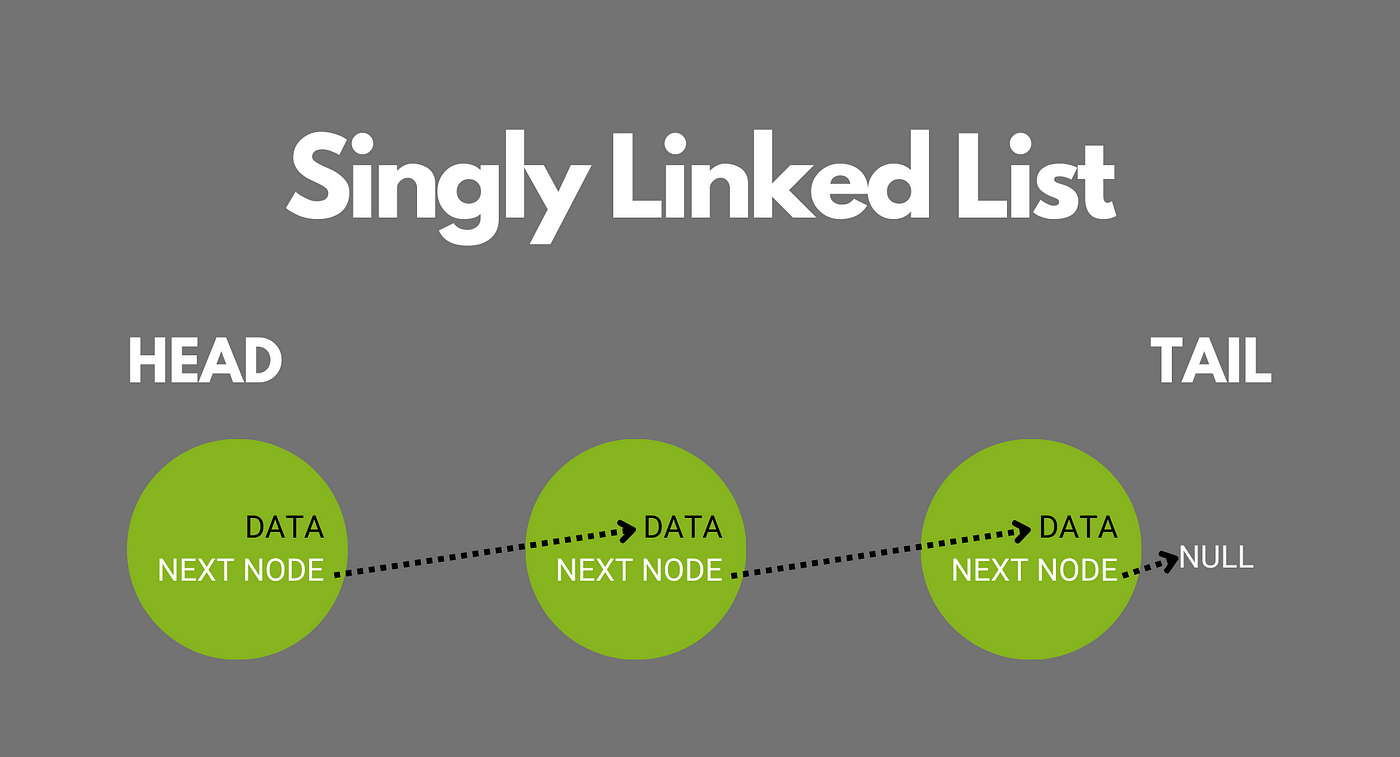 Singly Linked List
HEAD
TAIL
DATA
NEXT NODE
DATA
NEXT NODE
DATA
NEXT NODE
NULL